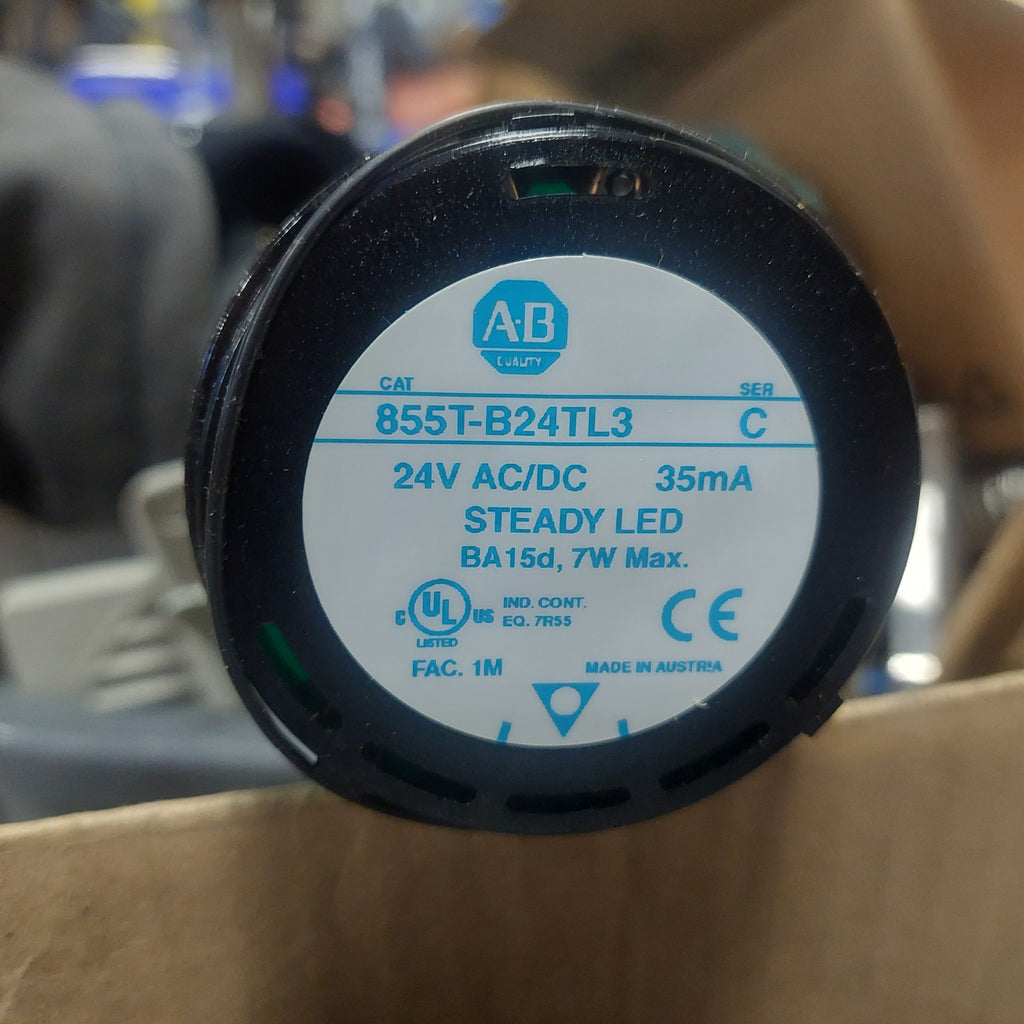 A·B
QUALITY
CAT SER
855T-B24TL3 C
24V AC/DC 35mA
STEADY LED
BA15d, 7W Max.
C UL US LISTED IND. CONT. EQ. 7R55 CE
FAC. 1M MADE IN AUSTRIA